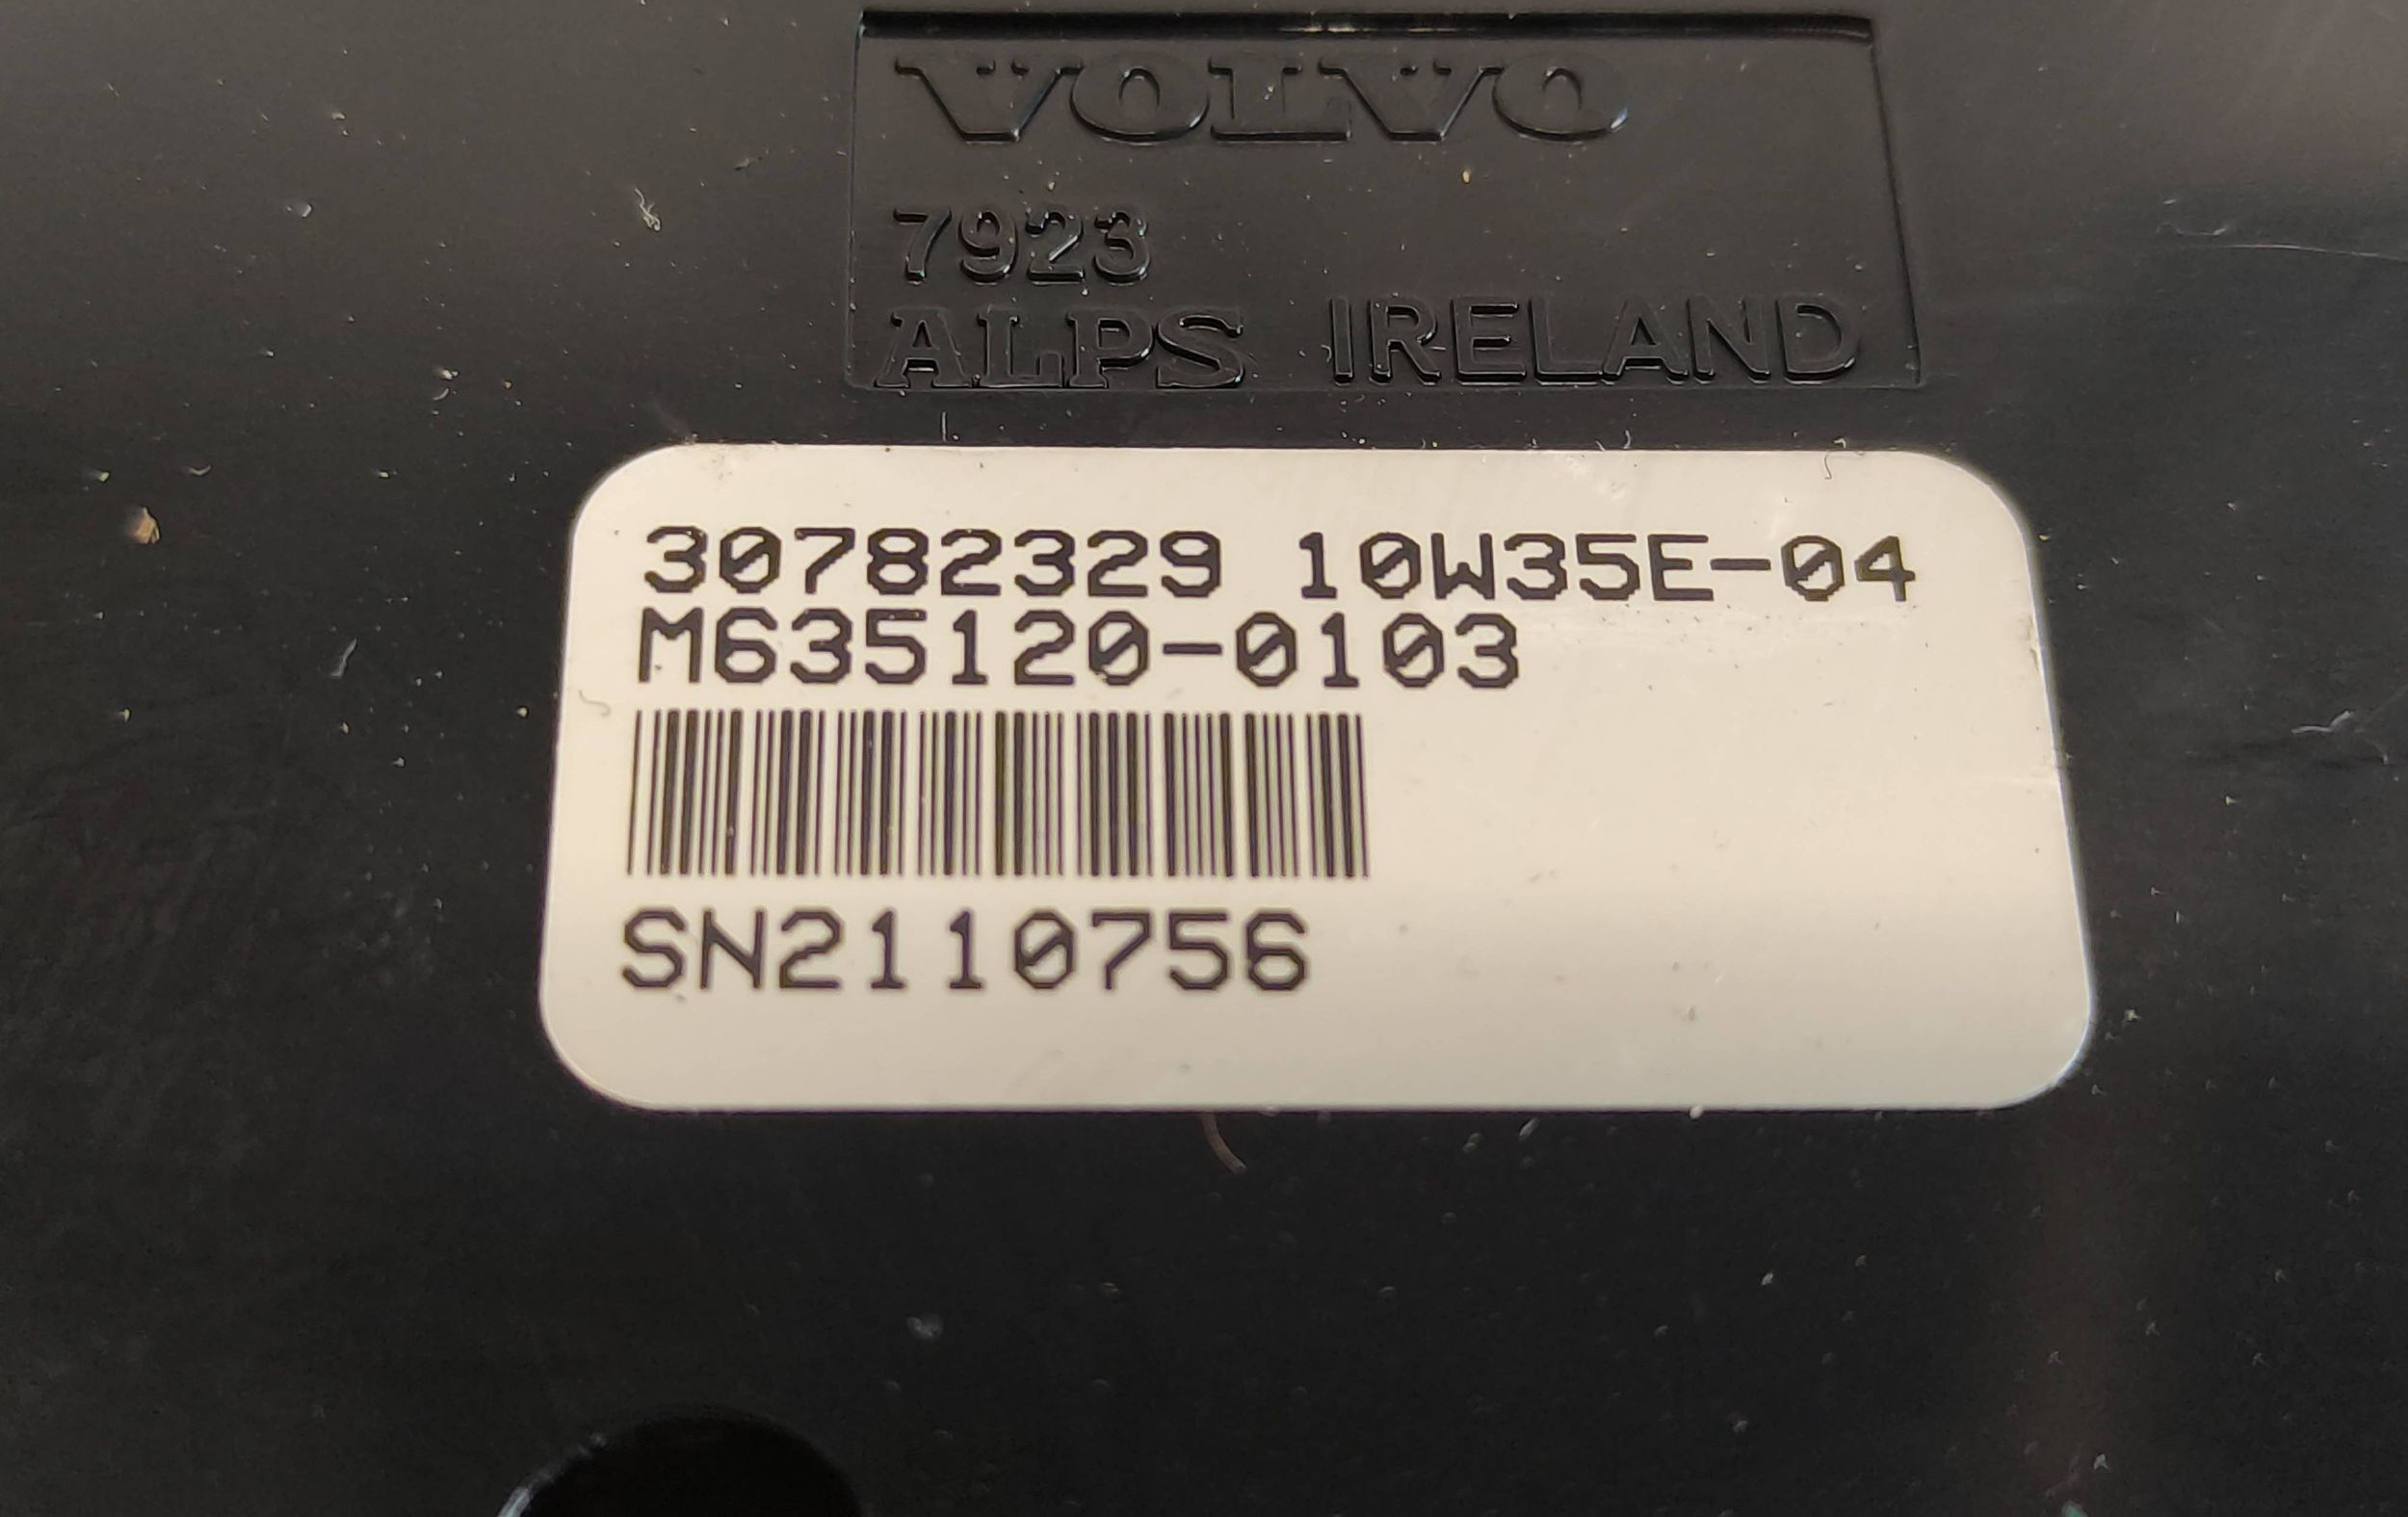 VOLVO
7923
ALPS IRELAND
30782329 10W35E-04
M635120-0103
SN2110756